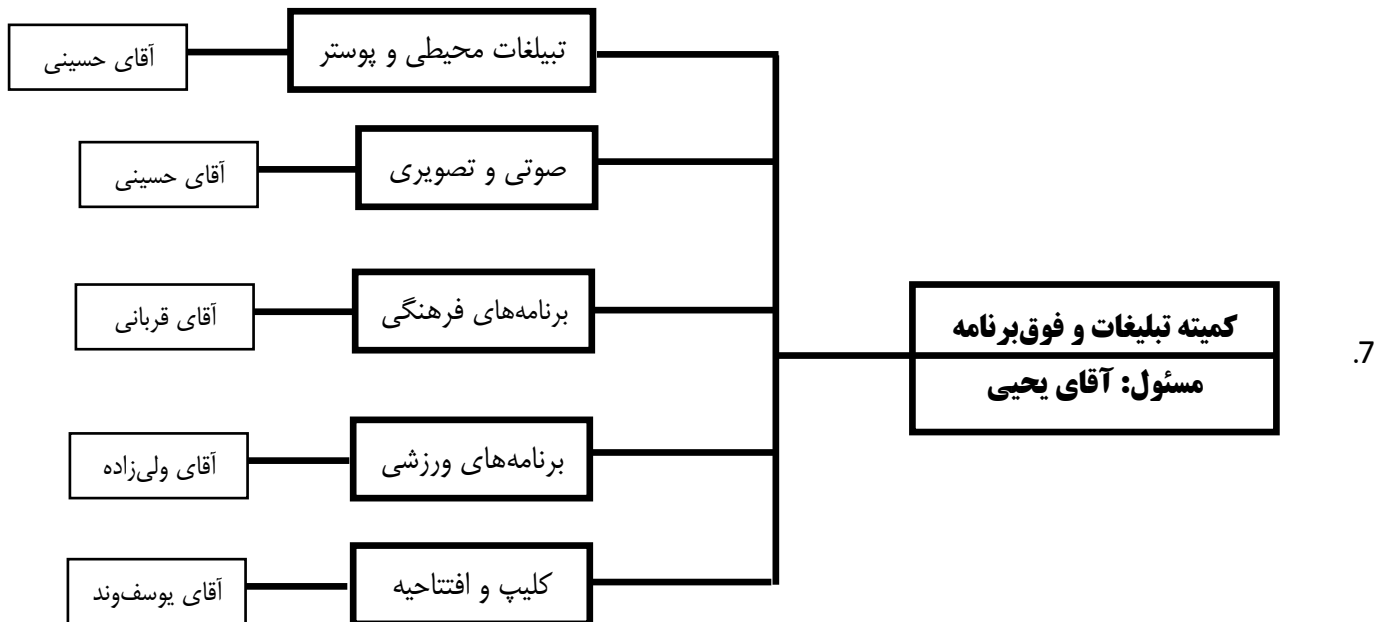 7.
کمیته تبلیغات و فوق‌برنامه
مسئول: آقای یحیی
تبیلغات محیطی و پوستر
آقای حسینی
صوتی و تصویری
آقای حسینی
برنامه‌های فرهنگی
آقای قربانی
برنامه‌های ورزشی
آقای ولی‌زاده
کلیپ و افتتاحیه
آقای یوسف‌وند